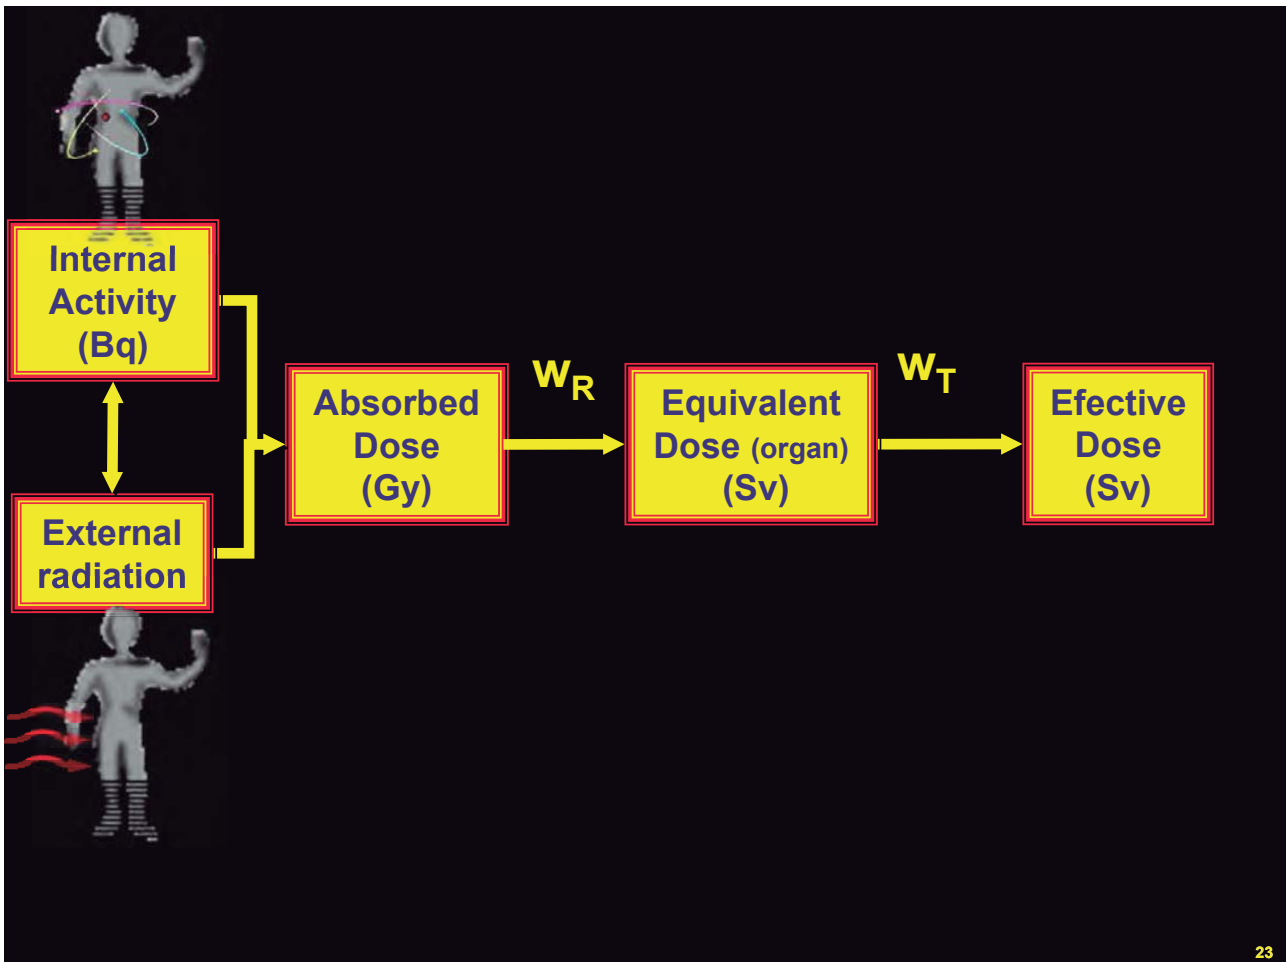 Internal
Activity
(Bq)
External
radiation
Absorbed
Dose
(Gy)
wR
Equivalent
Dose (organ)
(Sv)
wT
Efective
Dose
(Sv)
23